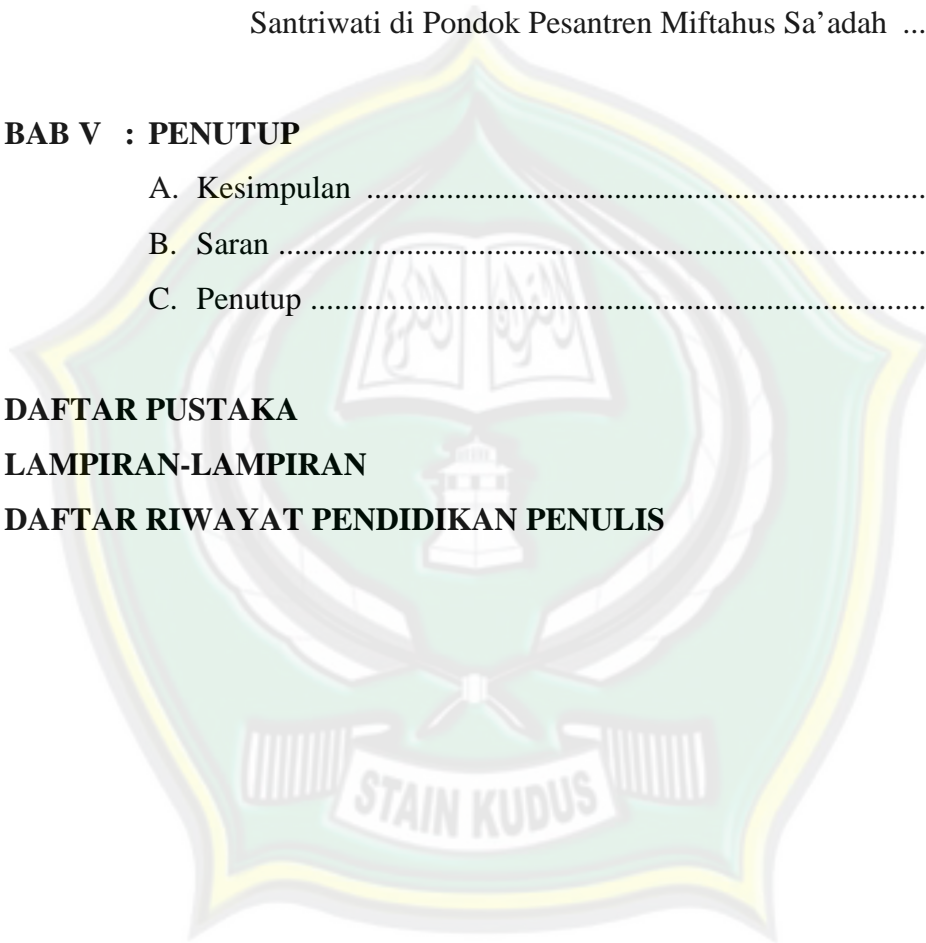 Santriwati di Pondok Pesantren Miftahus Sa’adah ...
BAB V : PENUTUP
A. Kesimpulan ......................................................................
B. Saran ................................................................................
C. Penutup ............................................................................
DAFTAR PUSTAKA
LAMPIRAN-LAMPIRAN
DAFTAR RIWAYAT PENDIDIKAN PENULIS
STAIN KUDUS